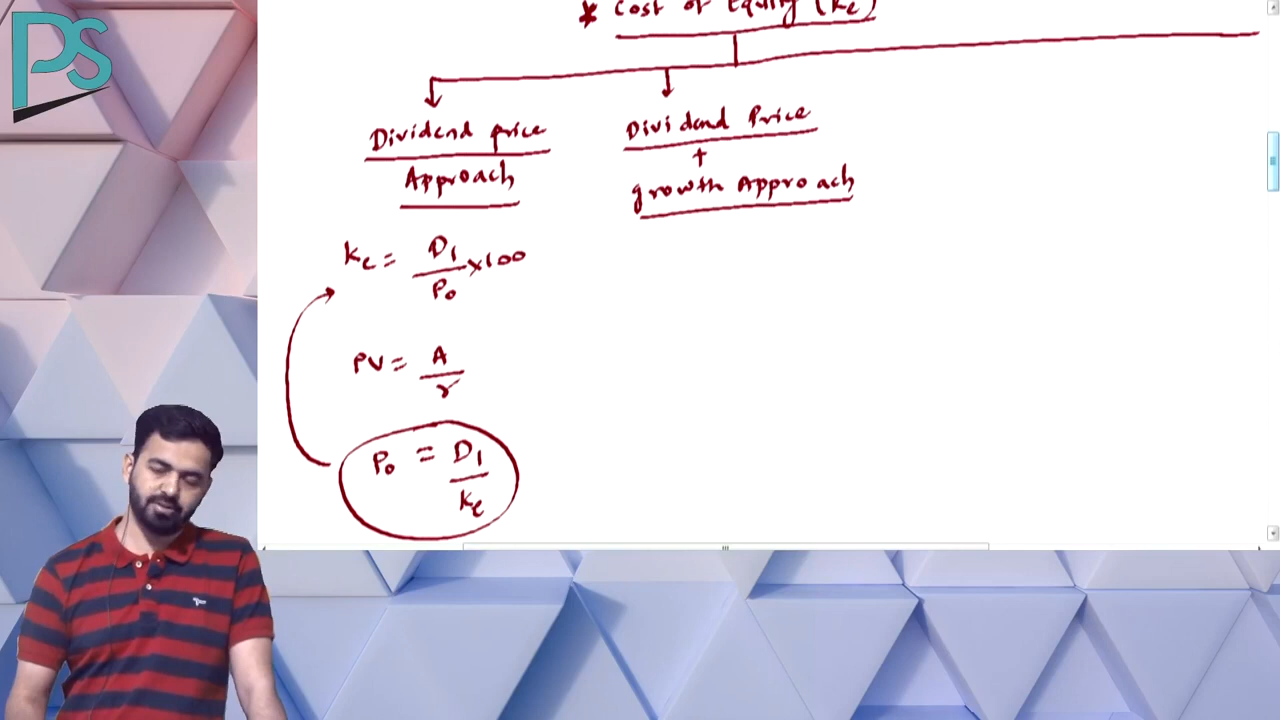 PS
* Cost of Equity (Ke)
Dividend price
Approach
Dividend Price
+
growth Approach
Ke = D1/P0 × 100
PV = A/r
P0 = D1/Ke